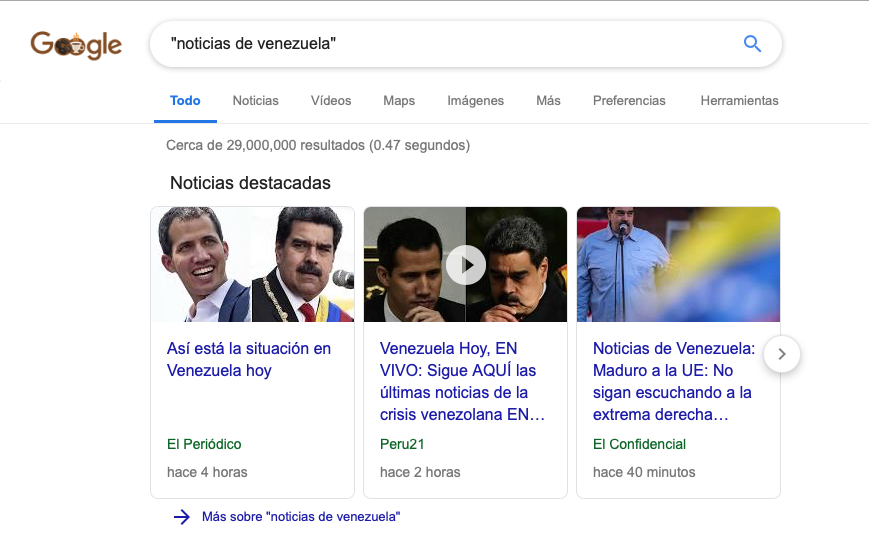 Google
"noticias de venezuela"
Todo Noticias Vídeos Maps Imágenes Más Preferencias Herramientas
Cerca de 29,000,000 resultados (0.47 segundos)
Noticias destacadas
Así está la situación en
Venezuela hoy
El Periódico
hace 4 horas
Venezuela Hoy, EN
VIVO: Sigue AQUÍ las
últimas noticias de la
crisis venezolana EN…
Peru21
hace 2 horas
Noticias de Venezuela:
Maduro a la UE: No
sigan escuchando a la
extrema derecha…
El Confidencial
hace 40 minutos
Más sobre "noticias de venezuela"